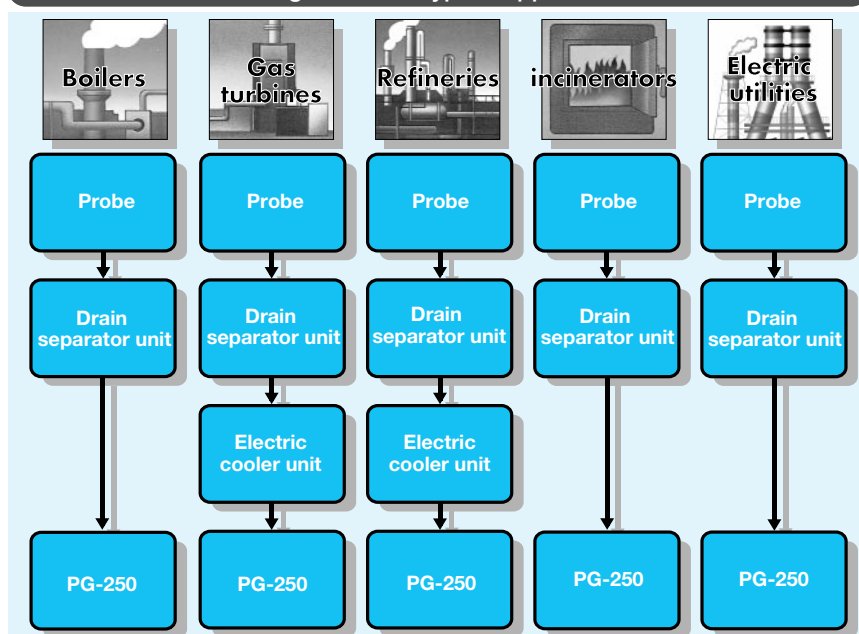 Boilers
Gas
turbines
Refineries
incinerators
Electric
utilities
Probe
Probe
Probe
Probe
Probe
Drain
separator unit
Drain
separator unit
Drain
separator unit
Drain
separator unit
Drain
separator unit
Electric
cooler unit
Electric
cooler unit
PG-250
PG-250
PG-250
PG-250
PG-250